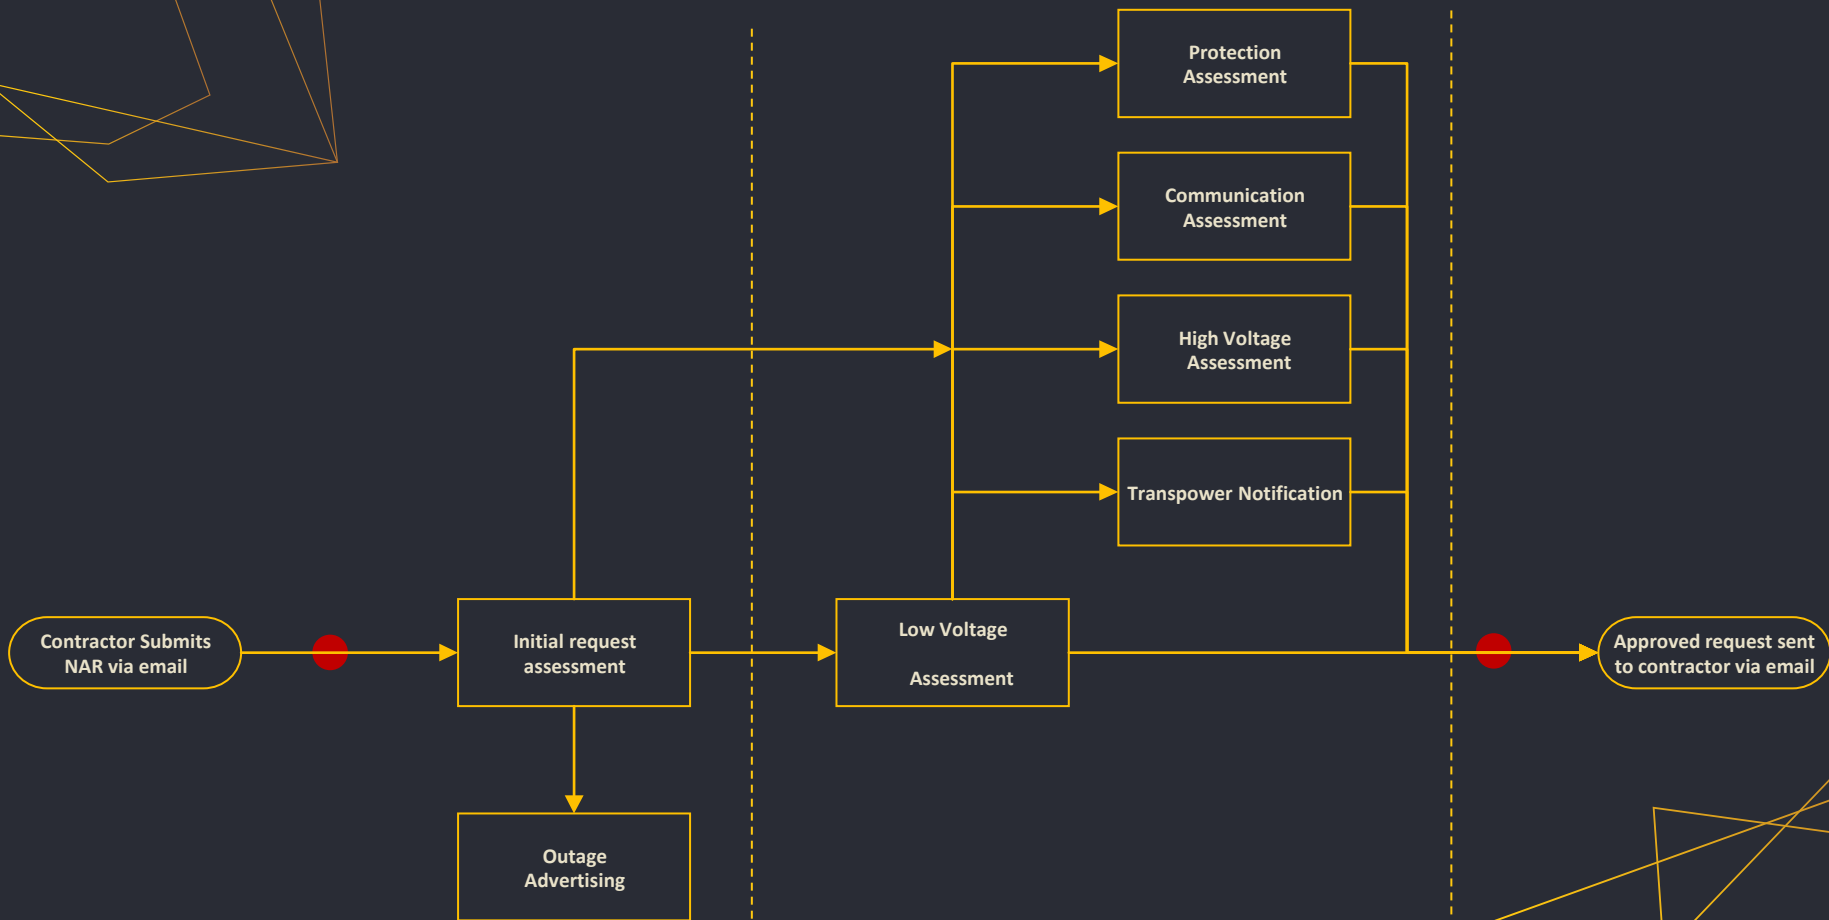 Protection
Assessment
Communication
Assessment
High Voltage
Assessment
Transpower Notification
Contractor Submits
NAR via email
Initial request
assessment
Low Voltage
Assessment
Approved request sent
to contractor via email
Outage
Advertising